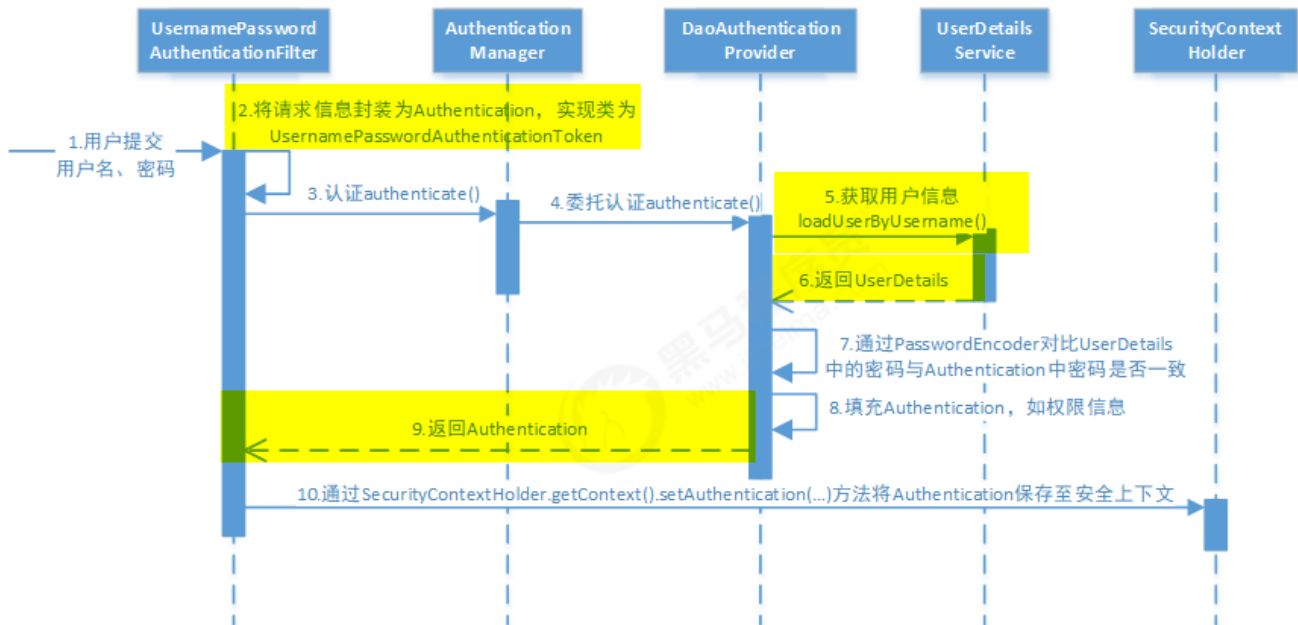 UsernamePassword
AuthenticationFilter
Authentication
Manager
DaoAuthentication
Provider
UserDetails
Service
SecurityContext
Holder
2.将请求信息封装为Authentication，实现类为
UsernamePasswordAuthenticationToken
1.用户提交
用户名、密码
3.认证authenticate()
4.委托认证authenticate()
5.获取用户信息
loadUserByUsername()
6.返回UserDetails
7.通过PasswordEncoder对比UserDetails
中的密码与Authentication中密码是否一致
8.填充Authentication，如权限信息
9.返回Authentication
10.通过SecurityContextHolder.getContext().setAuthentication(...)方法将Authentication保存至安全上下文